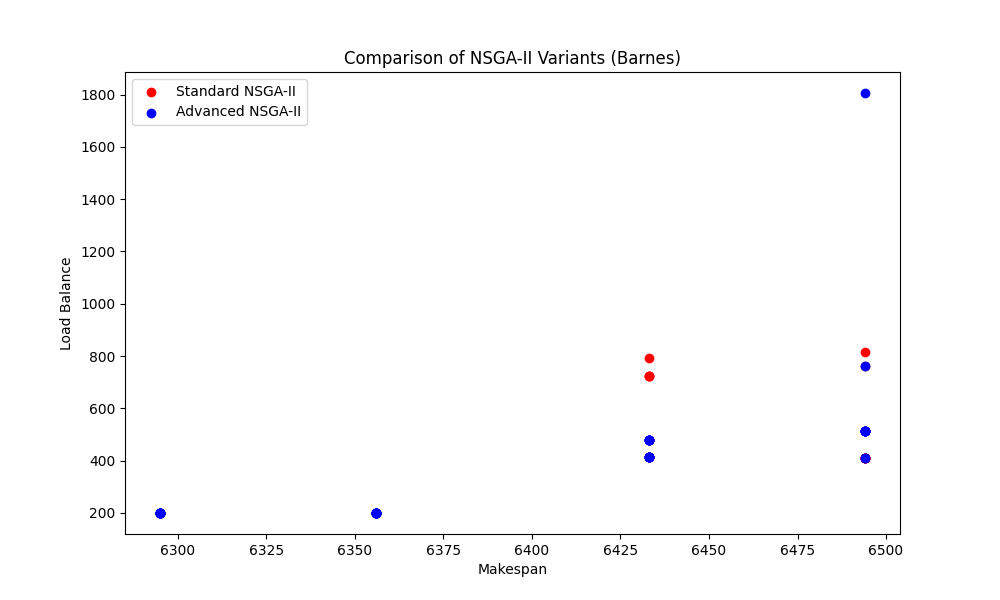 Comparison of NSGA-II Variants (Barnes)
Standard NSGA-II
Advanced NSGA-II
1800
1600
1400
1200
1000
800
600
400
200
Load Balance
6300 6325 6350 6375 6400 6425 6450 6475 6500
Makespan